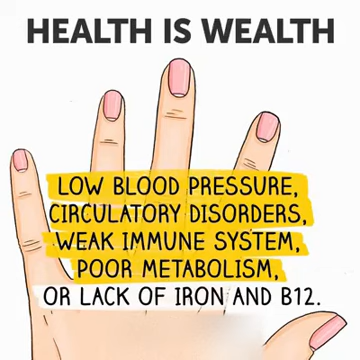 HEALTH IS WEALTH
LOW BLOOD PRESSURE,
CIRCULATORY DISORDERS,
WEAK IMMUNE SYSTEM,
POOR METABOLISM,
OR LACK OF IRON AND B12.